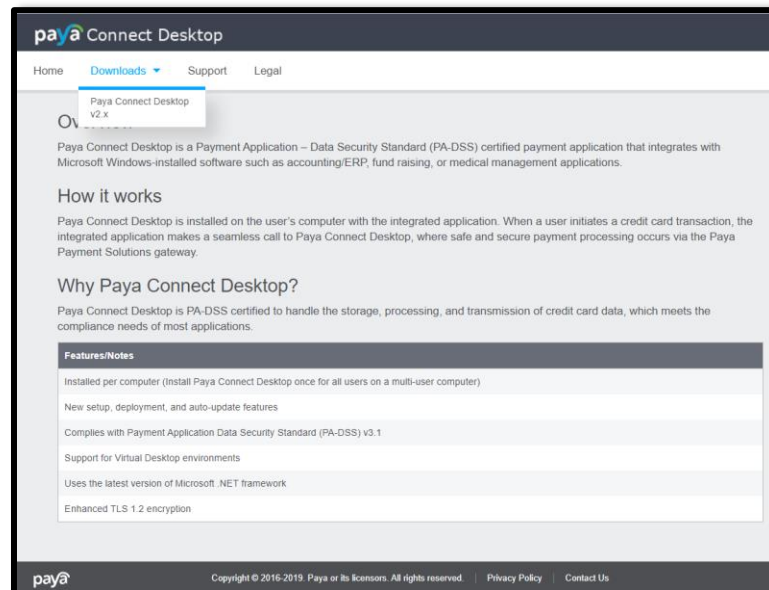 paya Connect Desktop
Home Downloads Support Legal
Paya Connect Desktop
v2.x
Paya Connect Desktop is a Payment Application – Data Security Standard (PA-DSS) certified payment application that integrates with
Microsoft Windows-installed software such as accounting/ERP, fund raising, or medical management applications.
How it works
Paya Connect Desktop is installed on the user's computer with the integrated application. When a user initiates a credit card transaction, the
integrated application makes a seamless call to Paya Connect Desktop, where safe and secure payment processing occurs via the Paya
Payment Solutions gateway.
Why Paya Connect Desktop?
Paya Connect Desktop is PA-DSS certified to handle the storage, processing, and transmission of credit card data, which meets the
compliance needs of most applications.
Features/Notes
Installed per computer (Install Paya Connect Desktop once for all users on a multi-user computer)
New setup, deployment, and auto-update features
Complies with Payment Application Data Security Standard (PA-DSS) v3.1
Support for Virtual Desktop environments
Uses the latest version of Microsoft .NET framework
Enhanced TLS 1.2 encryption
paya Copyright © 2016-2019. Paya or its licensors. All rights reserved. | Privacy Policy | Contact Us